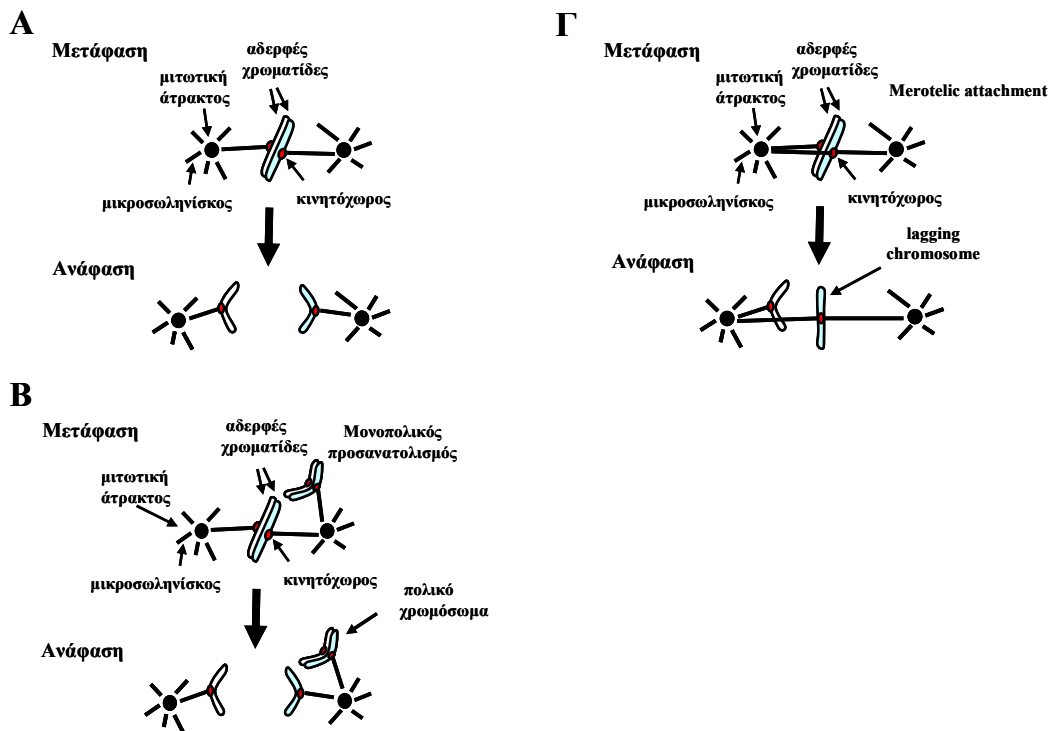 Α
Μετάφαση
αδερφές
χρωματίδες
μιτωτική
άτρακτος
μικροσωληνίσκος
κινητόχωρος
Ανάφαση
Γ
Μετάφαση
αδερφές
χρωματίδες
μιτωτική
άτρακτος
Merotelic attachment
μικροσωληνίσκος
κινητόχωρος
lagging
chromosome
Ανάφαση
Β
Μετάφαση
αδερφές
χρωματίδες
Μονοπολικός
προσανατολισμός
μιτωτική
άτρακτος
μικροσωληνίσκος
κινητόχωρος
πολικό
χρωμόσωμα
Ανάφαση